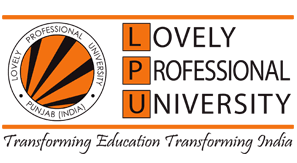 LOVELY PROFESSIONAL UNIVERSITY
PUNJAB (INDIA)
LOVELY
PROFESSIONAL
UNIVERSITY
Transforming Education Transforming India